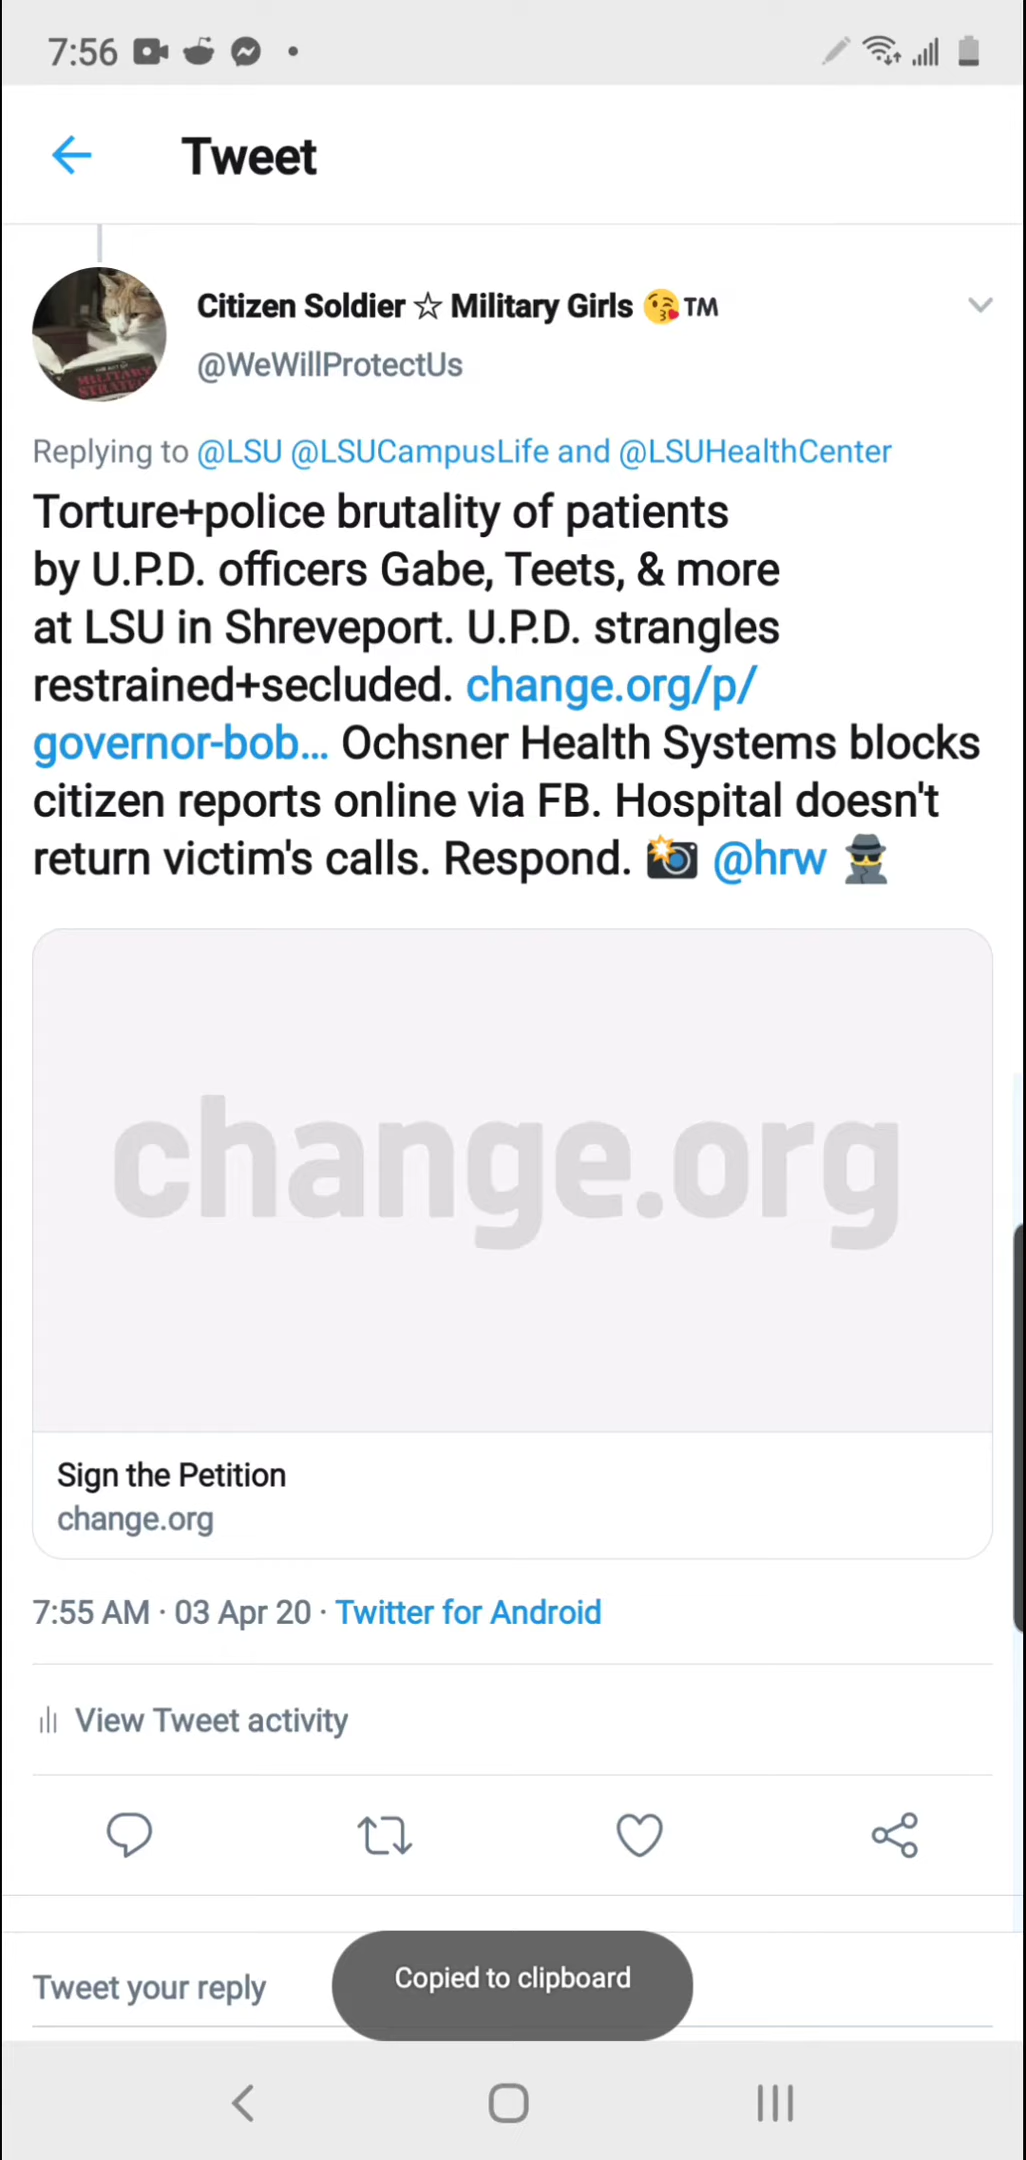 7:56
Tweet
Citizen Soldier ☆ Military Girls 😘™
@WeWillProtectUs
Replying to @LSU @LSUCampusLife and @LSUHealthCenter
Torture+police brutality of patients
by U.P.D. officers Gabe, Teets, & more
at LSU in Shreveport. U.P.D. strangles
restrained+secluded. change.org/p/
governor-bob… Ochsner Health Systems blocks
citizen reports online via FB. Hospital doesn't
return victim's calls. Respond. 📸 @hrw 🕵
change.org
Sign the Petition
change.org
7:55 AM · 03 Apr 20 · Twitter for Android
View Tweet activity
Tweet your reply
Copied to clipboard